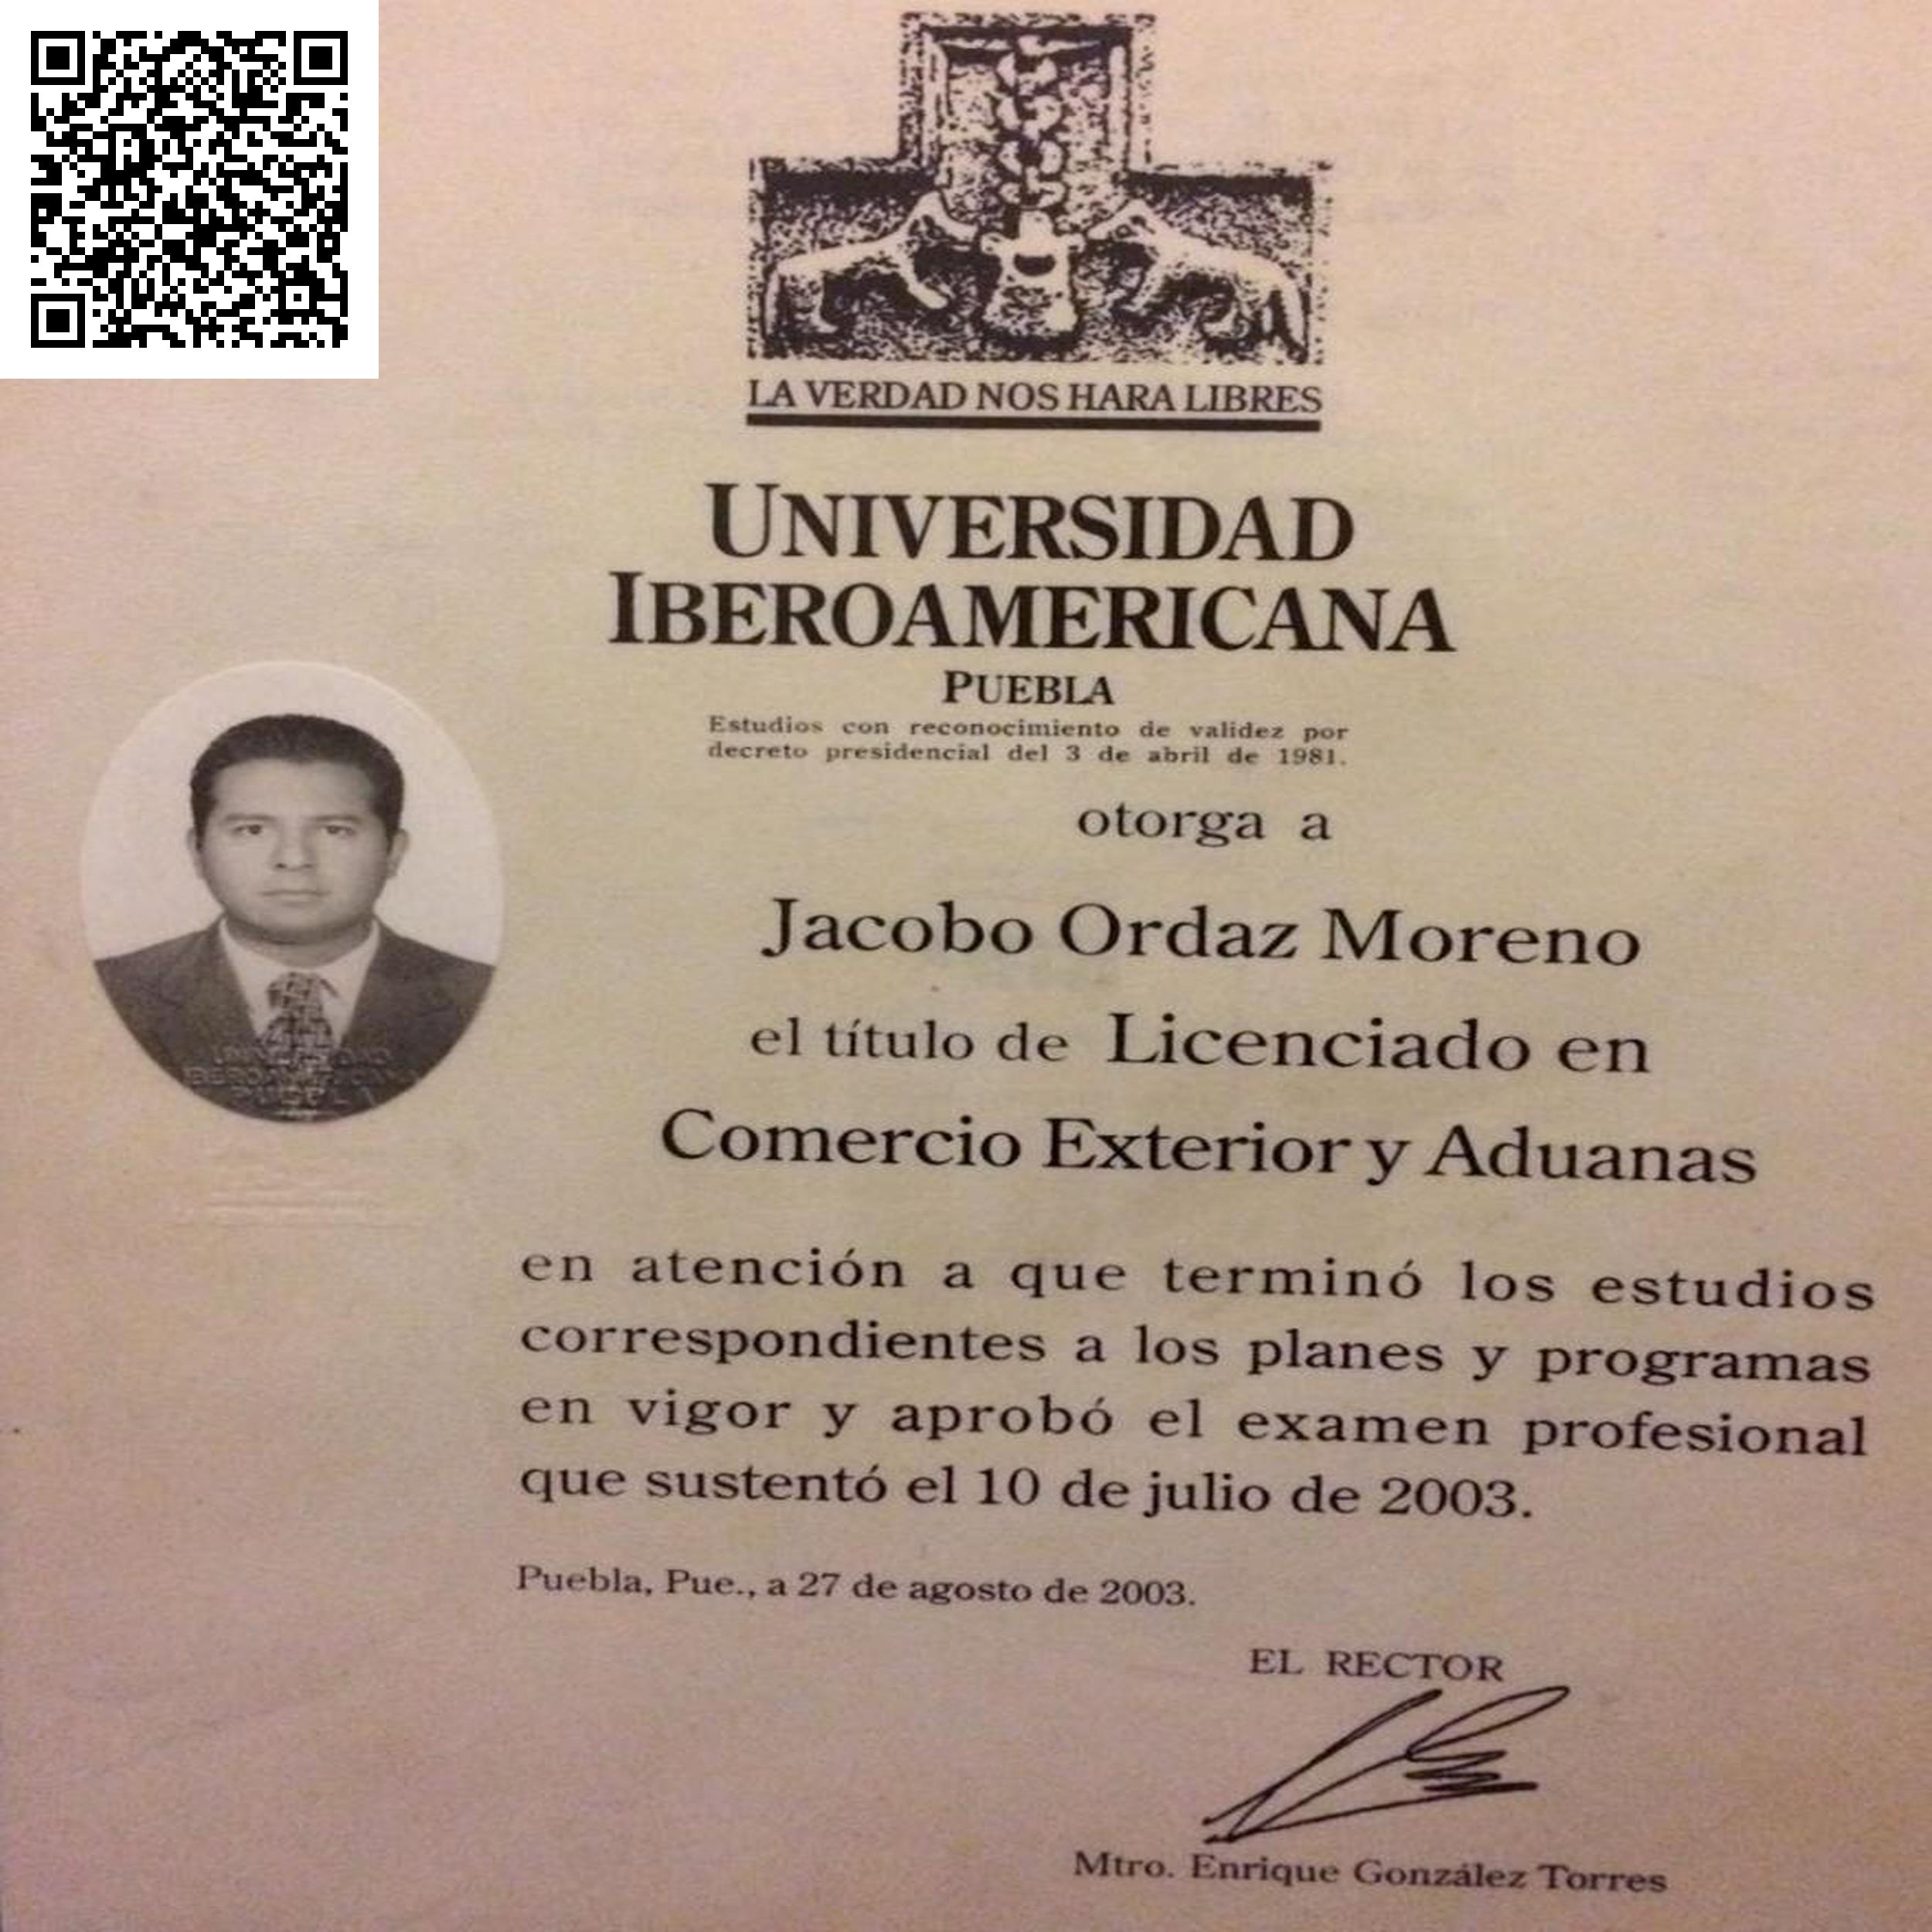 LA VERDAD NOS HARA LIBRES
UNIVERSIDAD
IBEROAMERICANA
PUEBLA
Estudios con reconocimiento de validez por
decreto presidencial del 3 de abril de 1981.
otorga a
Jacobo Ordaz Moreno
el título de Licenciado en
Comercio Exterior y Aduanas
en atención a que terminó los estudios
correspondientes a los planes y programas
en vigor y aprobó el examen profesional
que sustentó el 10 de julio de 2003.
UNIVERSIDAD
IBEROAMERICANA
PUEBLA
Puebla, Pue., a 27 de agosto de 2003.
EL RECTOR
Mtro. Enrique González Torres